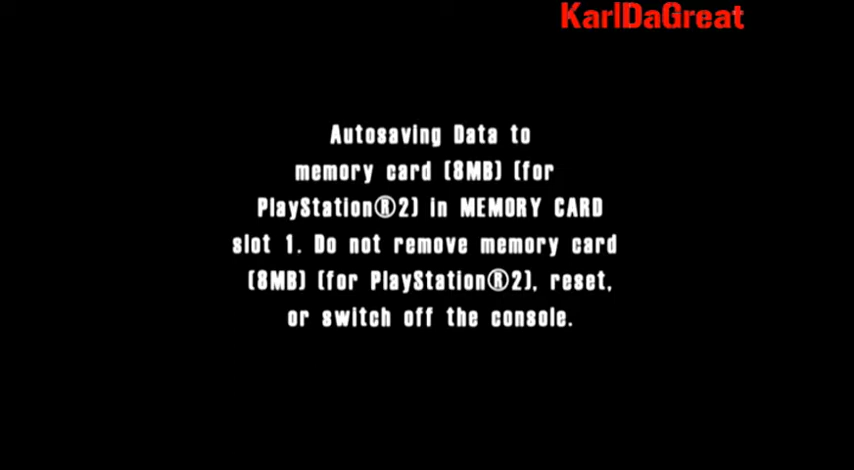 KarlDaGreat
Autosaving Data to
memory card (8MB) (for
PlayStation®2) in MEMORY CARD
slot 1. Do not remove memory card
(8MB) (for PlayStation®2), reset,
or switch off the console.